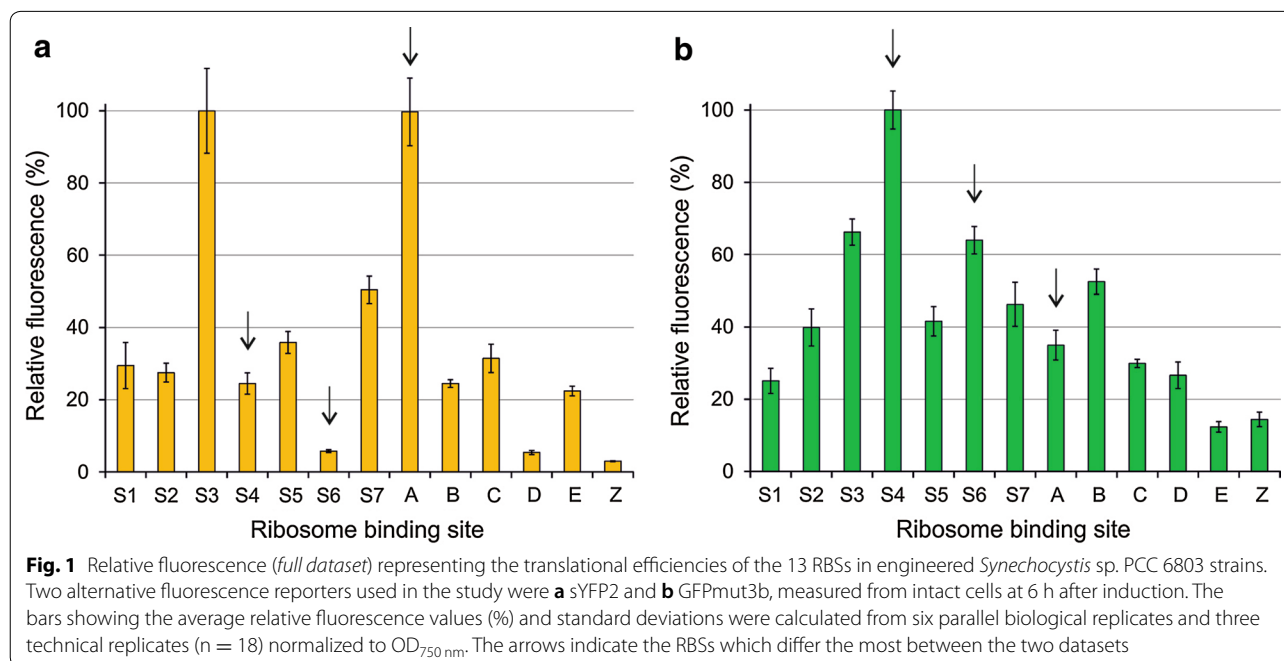 a
Relative fluorescence (%)
100
80
60
40
20
0
S1 S2 S3 S4 S5 S6 S7 A B C D E Z
Ribosome binding site
b
Relative fluorescence (%)
100
80
60
40
20
0
S1 S2 S3 S4 S5 S6 S7 A B C D E Z
Ribosome binding site
Fig. 1 Relative fluorescence (full dataset) representing the translational efficiencies of the 13 RBSs in engineered Synechocystis sp. PCC 6803 strains.
Two alternative fluorescence reporters used in the study were a sYFP2 and b GFPmut3b, measured from intact cells at 6 h after induction. The
bars showing the average relative fluorescence values (%) and standard deviations were calculated from six parallel biological replicates and three
technical replicates (n = 18) normalized to OD750 nm. The arrows indicate the RBSs which differ the most between the two datasets